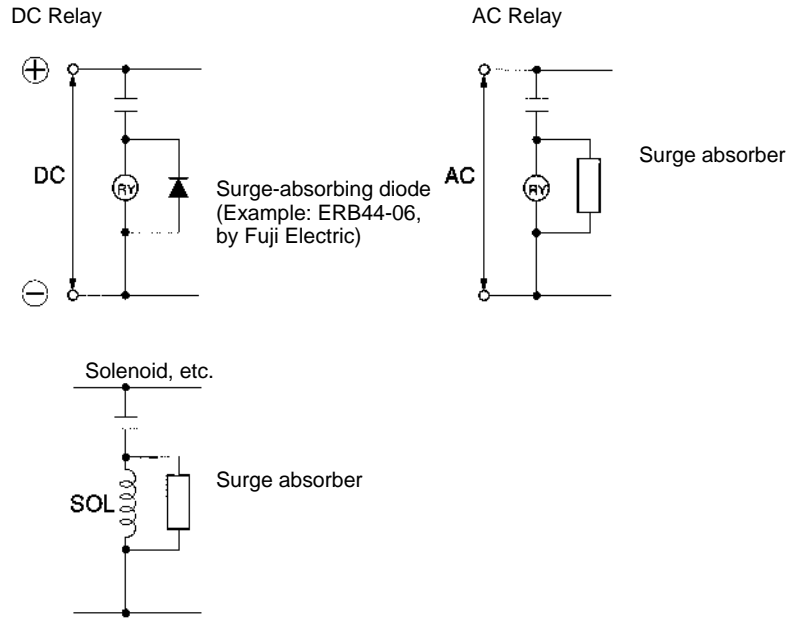 DC Relay
AC Relay
DC
RY
Surge-absorbing diode
(Example: ERB44-06,
by Fuji Electric)
AC
RY
Surge absorber
Solenoid, etc.
SOL
Surge absorber